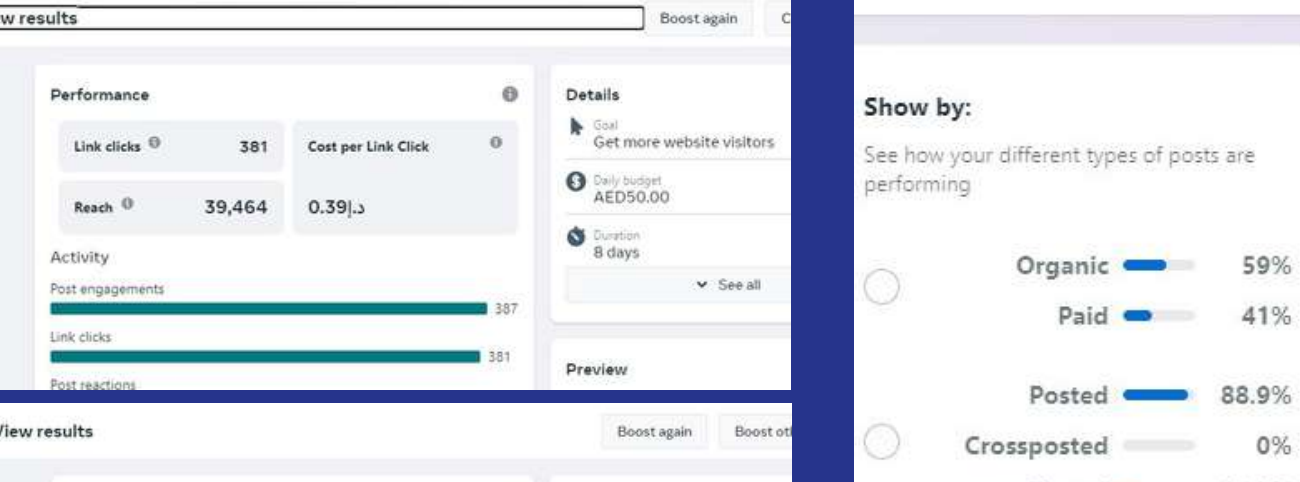 w results
Boost again
Performance
Link clicks 381
Cost per Link Click
Reach 39,464
0.39د.إ
Activity
Post engagements
387
Link clicks
381
Post reactions
Details
Goal
Get more website visitors
Daily budget
AED50.00
Duration
8 days
See all
Preview
View results
Boost again
Boost ot
Show by:
See how your different types of posts are
performing
Organic 59%
Paid 41%
Posted 88.9%
Crossposted 0%